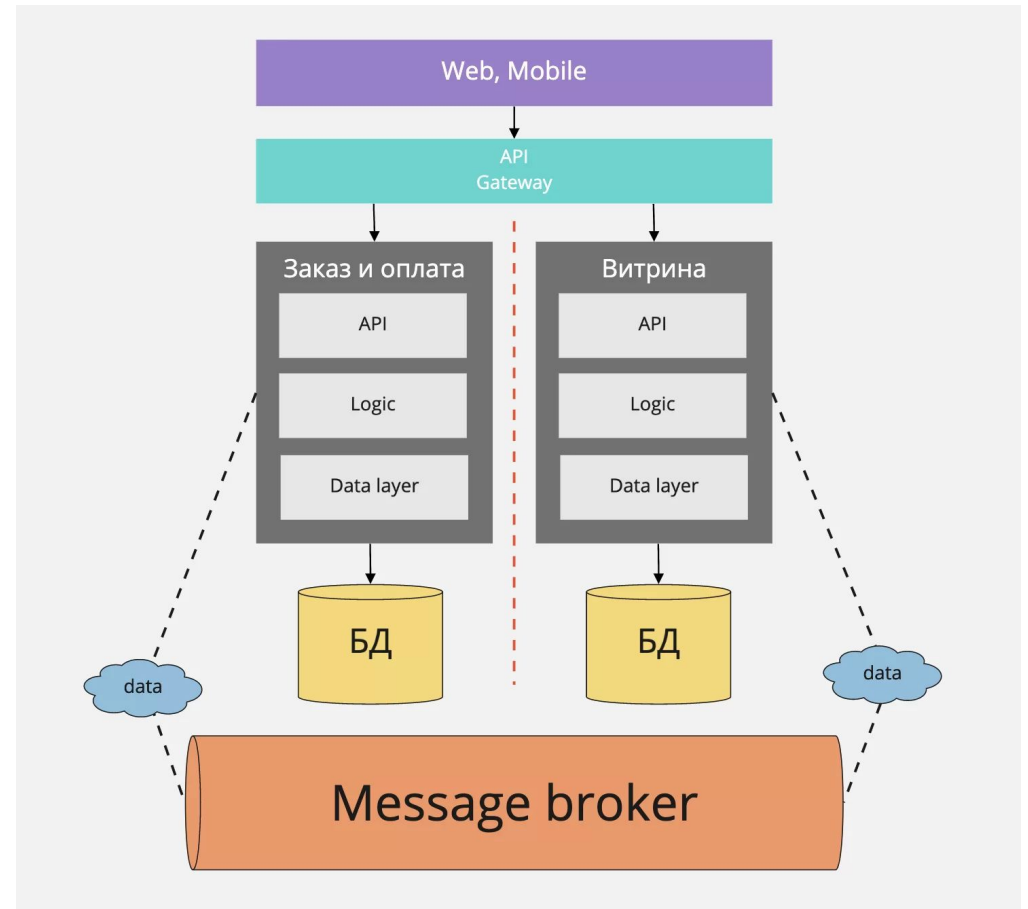 Web, Mobile
API
Gateway
Заказ и оплата
API
Logic
Data layer
Витрина
API
Logic
Data layer
БД
БД
data
data
Message broker